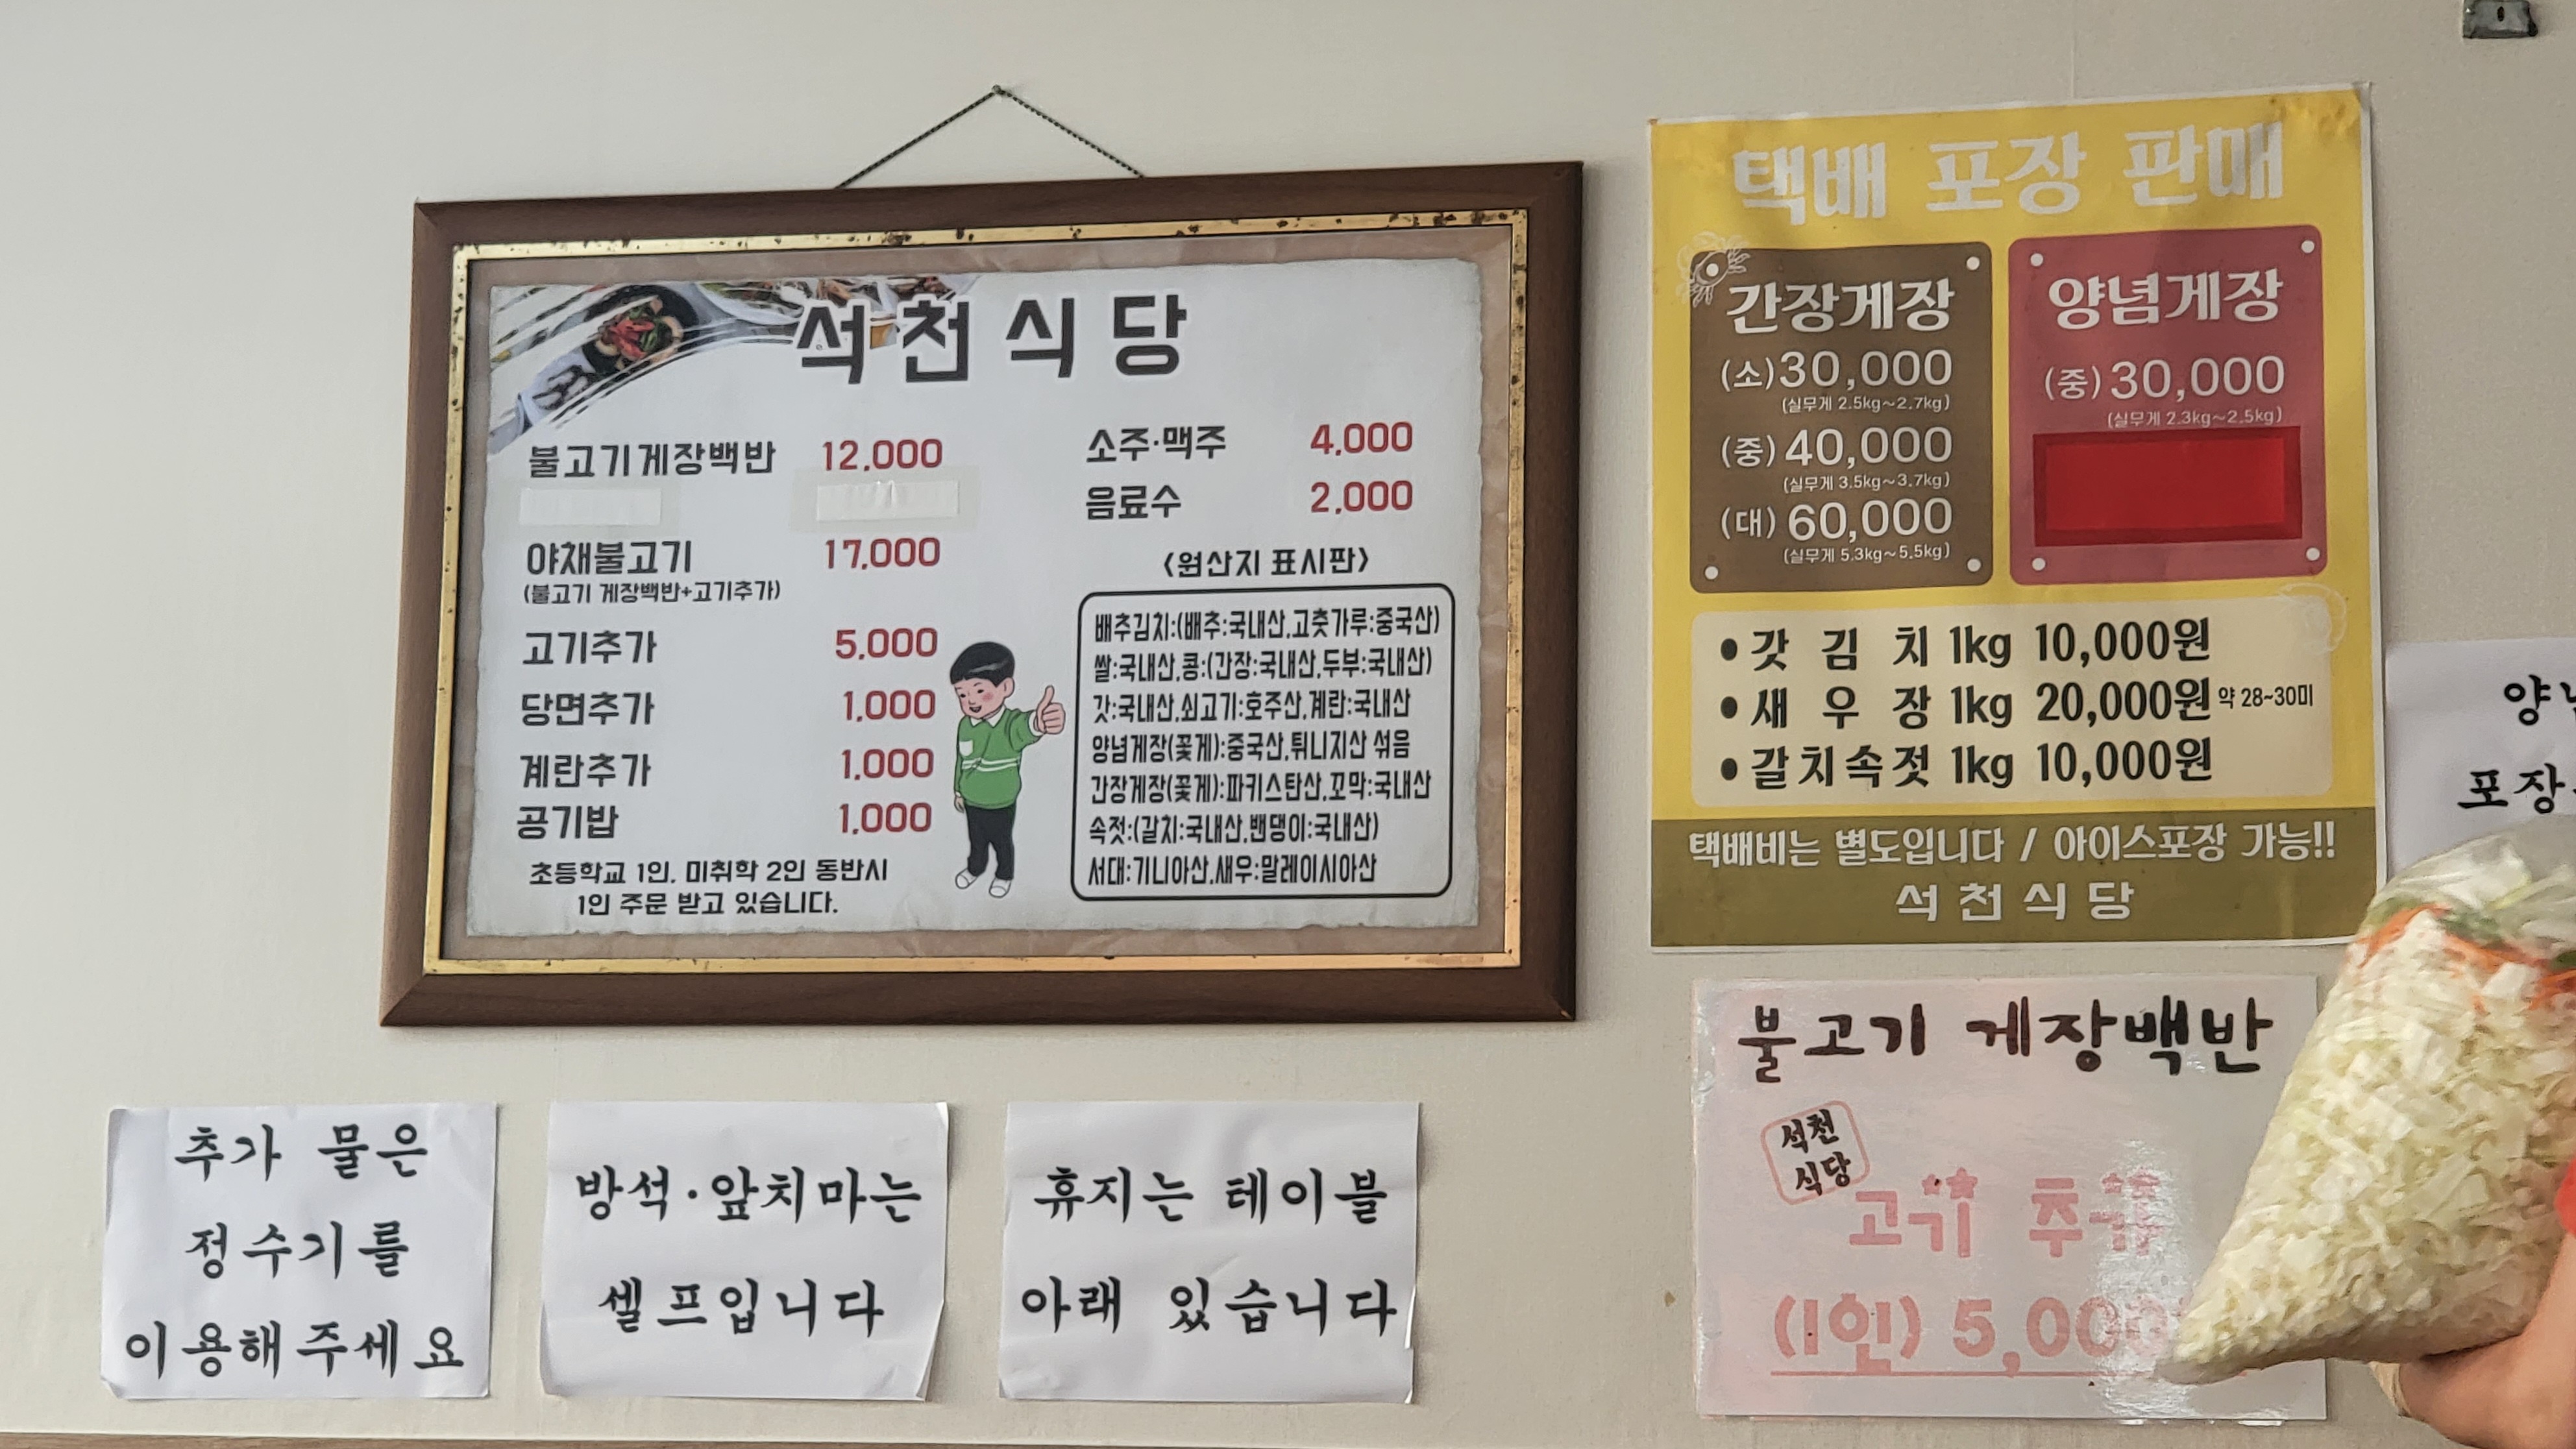 석천식당
불고기게장백반 12,000
야채불고기 17,000
(불고기 게장백반+고기추가)
고기추가 5,000
당면추가 1,000
계란추가 1,000
공기밥 1,000
초등학교 1인, 미취학 2인 동반시
1인 주문 받고 있습니다.
소주·맥주 4,000
음료수 2,000
<원산지 표시판>
배추김치:(배추:국내산,고춧가루:중국산)
쌀:국내산,콩:(간장:국내산,두부:국내산)
갓:국내산,쇠고기:호주산,계란:국내산
양념게장(꽃게):중국산,튀니지산 섞음
간장게장(꽃게):파키스탄산,꼬막:국내산
속젓:(갈치:국내산,밴댕이:국내산)
서대:기니아산,새우:말레이시아산
택배 포장 판매
간장게장
(소)30,000
(실무게 2.5kg~2.7kg)
(중)40,000
(실무게 3.5kg~3.7kg)
(대)60,000
(실무게 5.3kg~5.5kg)
양념게장
(중)30,000
(실무게 2.3kg~2.5kg)
• 갓 김 치 1kg 10,000원
• 새 우 장 1kg 20,000원 약 28~30미
• 갈치속젓 1kg 10,000원
택배비는 별도입니다 / 아이스포장 가능!!
석천식당
포장
불고기 게장백반
석천
식당
고기 추가
(1인) 5,000
추가 물은
정수기를
이용해주세요
방석·앞치마는
셀프입니다
휴지는 테이블
아래 있습니다